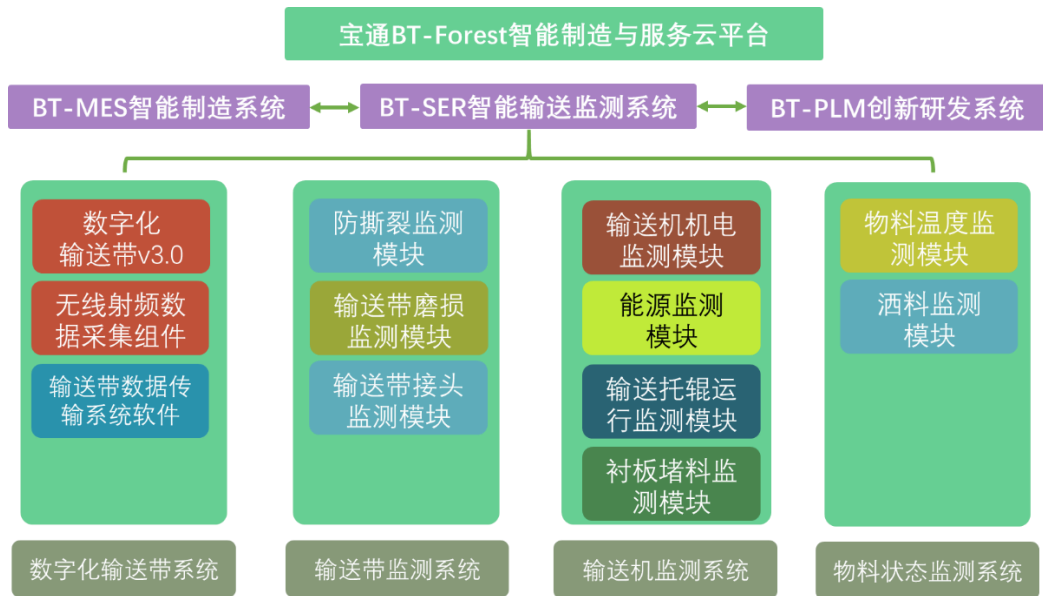 宝通BT-Forest智能制造与服务云平台
BT-MES智能制造系统
BT-SER智能输送监测系统
BT-PLM创新研发系统
数字化
输送带v3.0
无线射频数
据采集组件
输送带数据传
输系统软件
数字化输送带系统
防撕裂监测
模块
输送带磨损
监测模块
输送带接头
监测模块
输送带监测系统
输送机机电
监测模块
能源监测
模块
输送托辊运
行监测模块
衬板堵料监
测模块
输送机监测系统
物料温度监
测模块
洒料监测
模块
物料状态监测系统